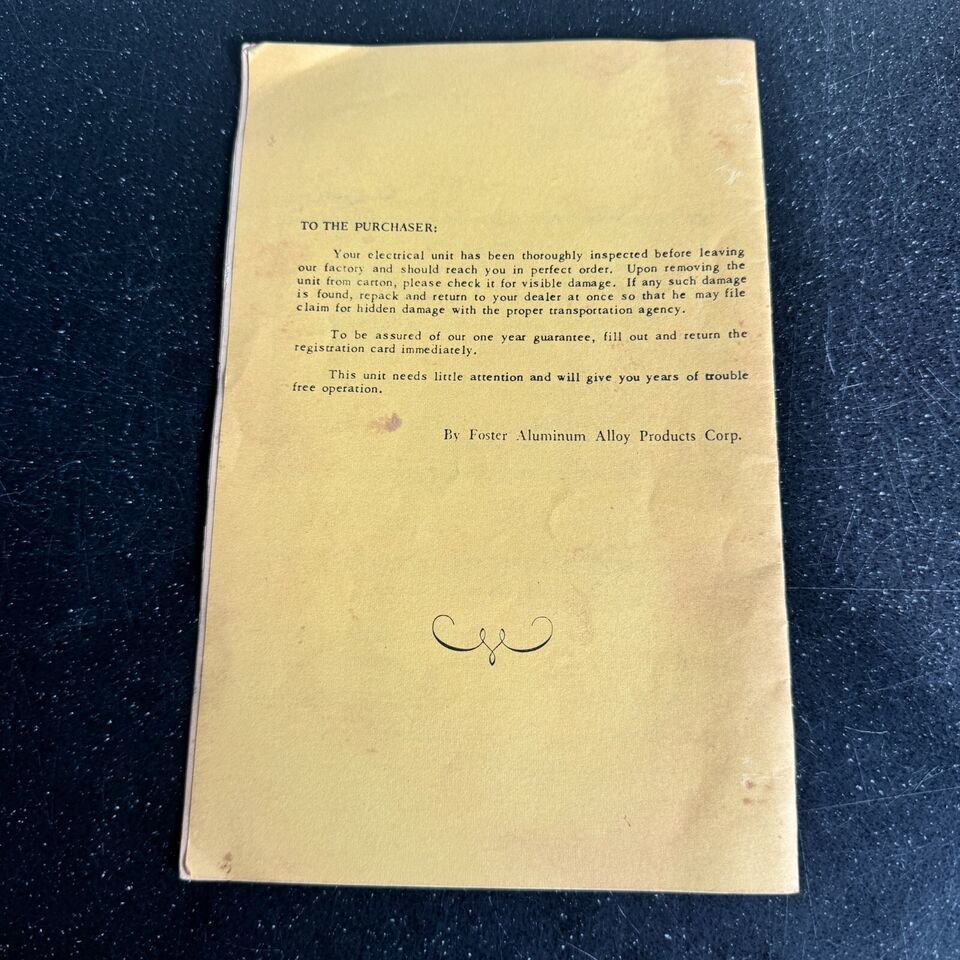 TO THE PURCHASER:
Your electrical unit has been thoroughly inspected before leaving
our factory and should reach you in perfect order. Upon removing the
unit from carton, please check it for visible damage. If any such damage
is found, repack and return to your dealer at once so that he may file
claim for hidden damage with the proper transportation agency.
To be assured of our one year guarantee, fill out and return the
registration card immediately.
This unit needs little attention and will give you years of trouble
free operation.
By Foster Aluminum Alloy Products Corp.